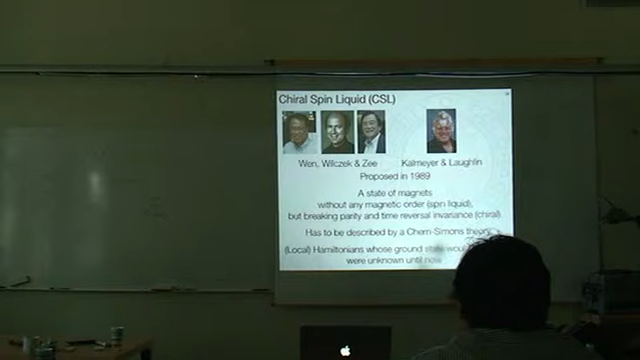 Chiral Spin Liquid (CSL)
Wen, Wilczek & Zee
Kalmeyer & Laughlin
Proposed in 1989
A state of magnets
without any magnetic order (spin liquid),
but breaking parity and time reversal invariance (chiral)
Has to be described by a Chern-Simons theory
(Local) Hamiltonians whose ground state
were unknown until now